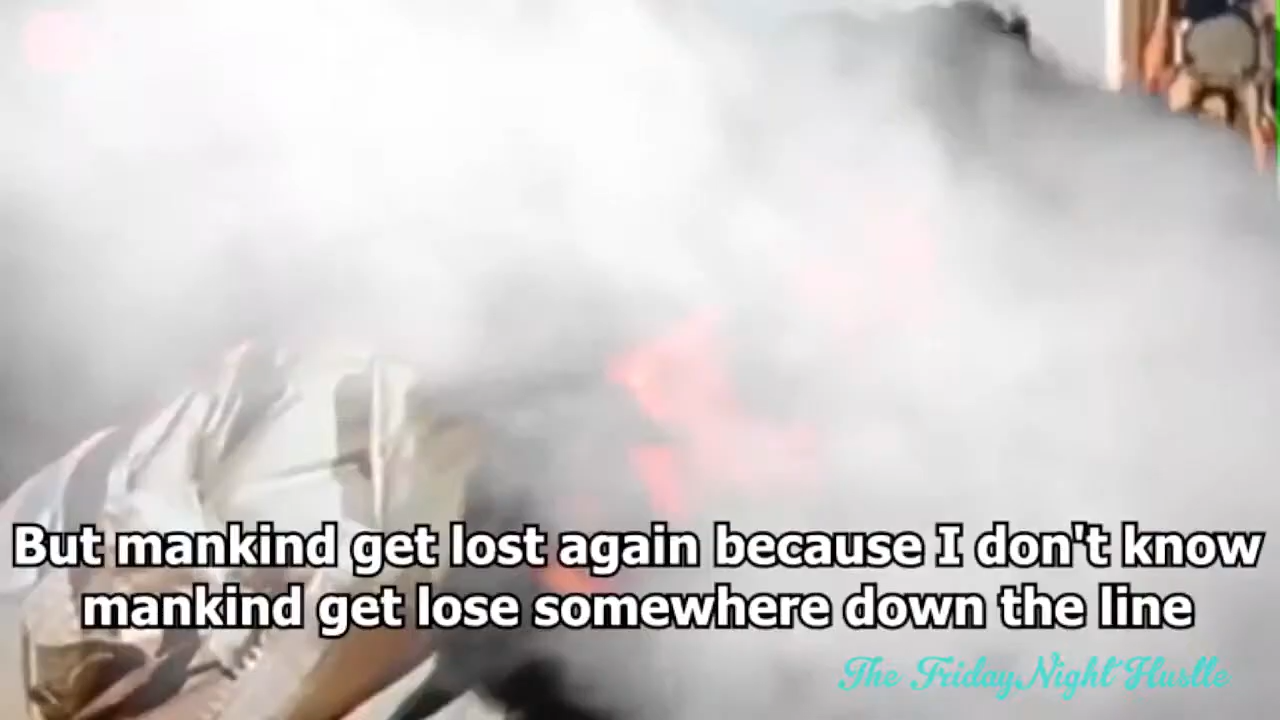 But mankind get lost again because I don't know
mankind get lose somewhere down the line
The Friday Night Hustle